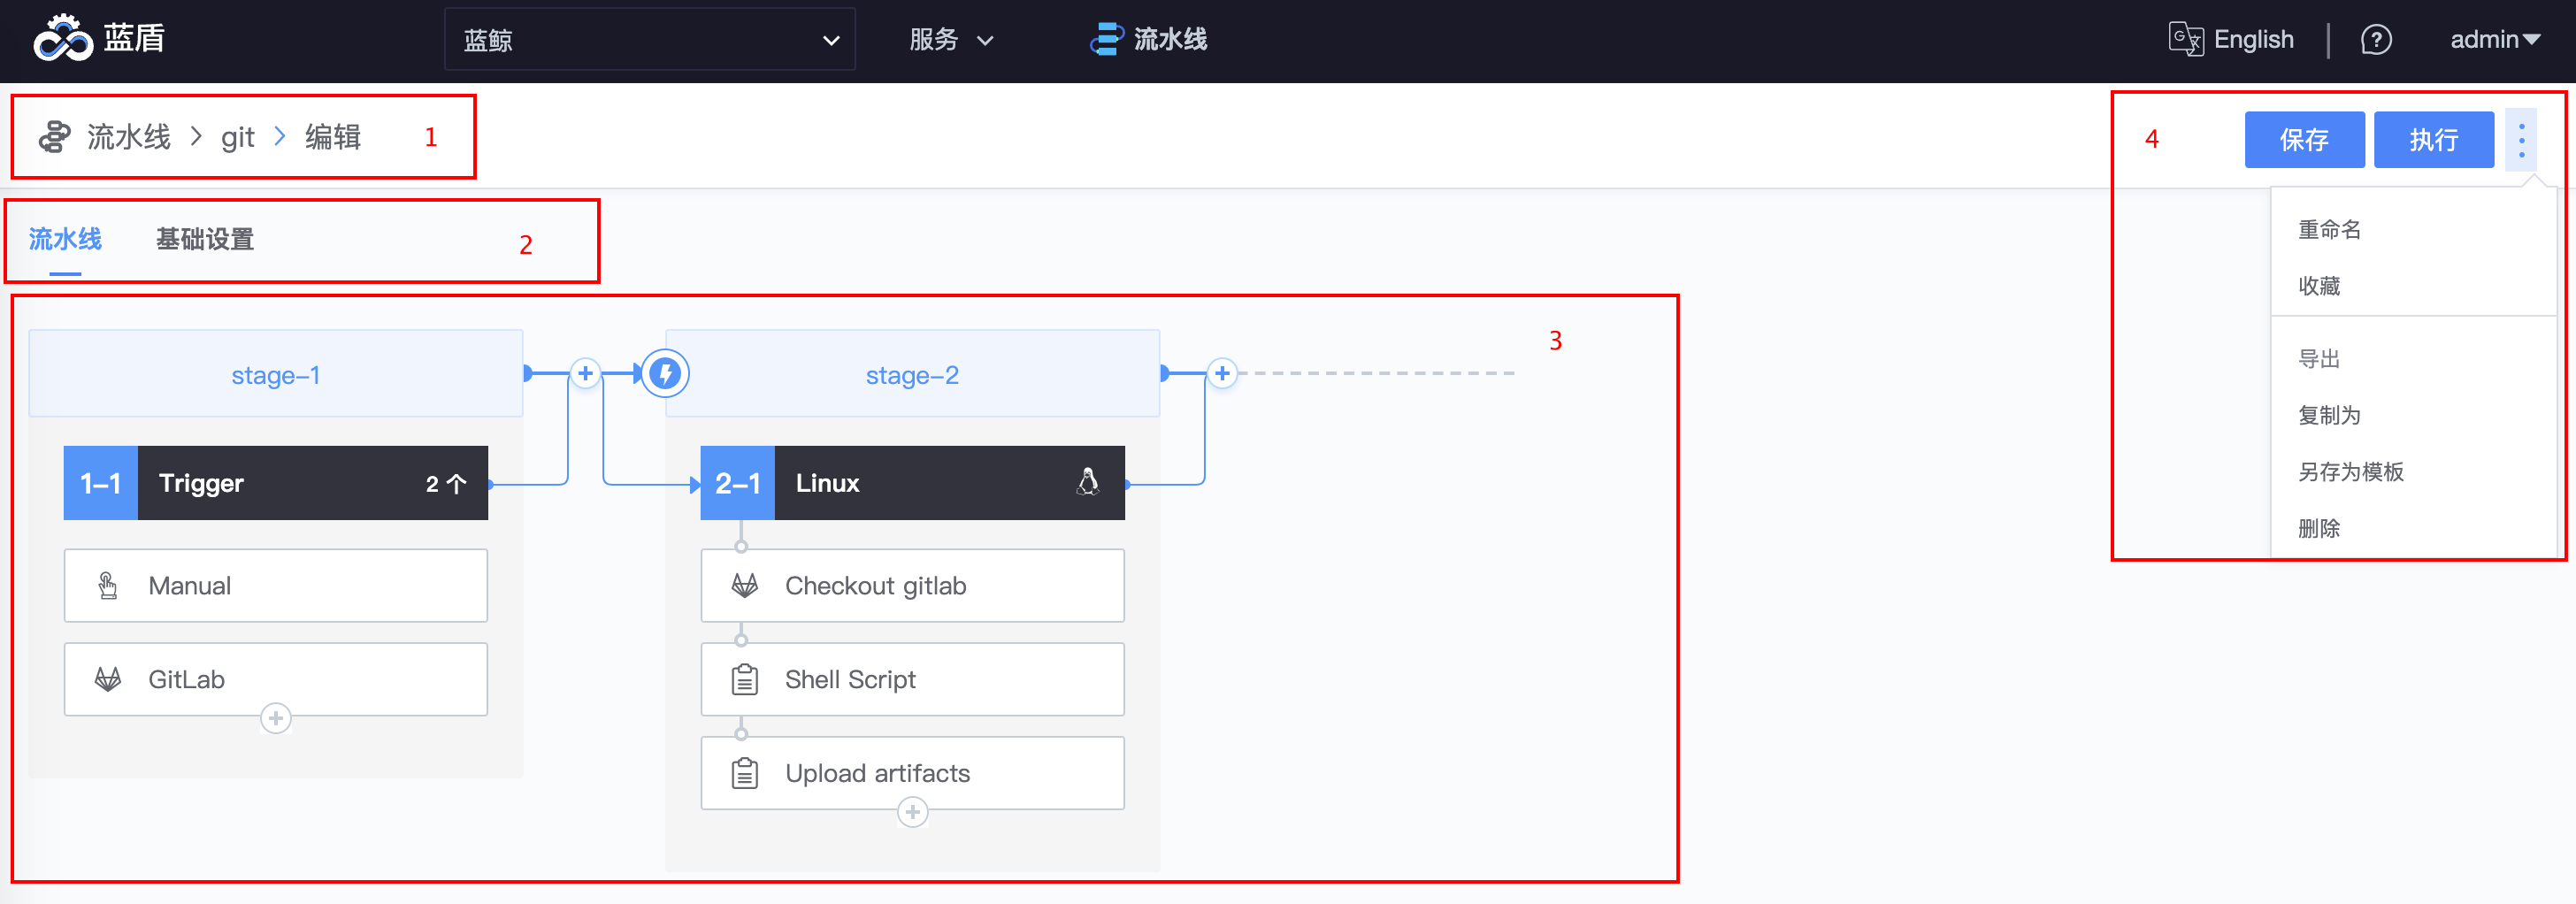 蓝盾
蓝鲸
服务
流水线
English
admin
流水线 > git > 编辑
1
4
保存
执行
流水线
基础设置
2
重命名
收藏
导出
复制为
另存为模板
删除
3
stage-1
stage-2
1-1 Trigger 2 个
Manual
GitLab
2-1 Linux
Checkout gitlab
Shell Script
Upload artifacts